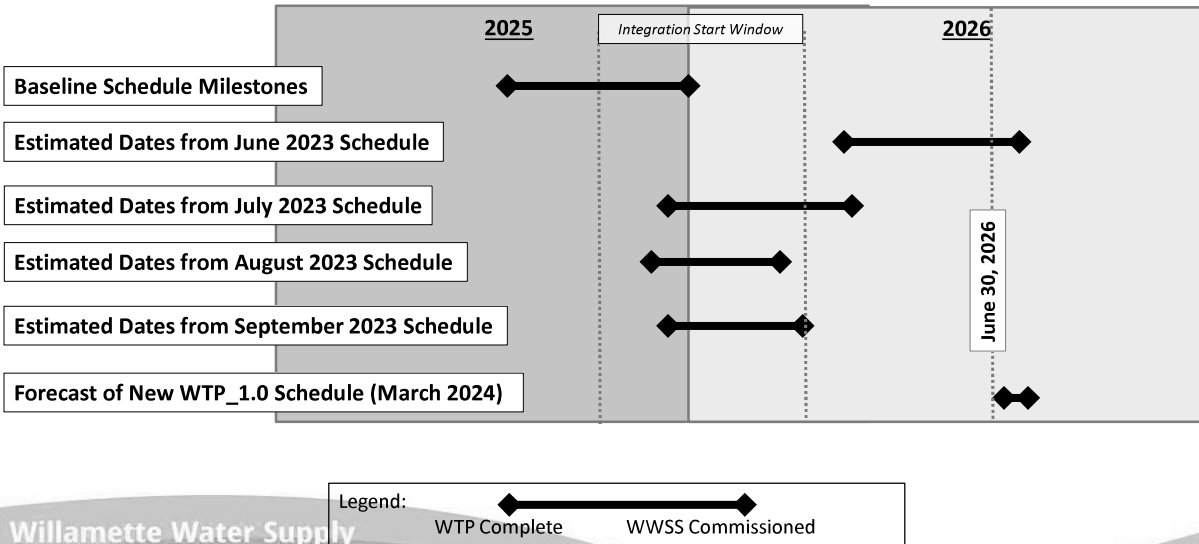 2025
Integration Start Window
2026
Baseline Schedule Milestones
Estimated Dates from June 2023 Schedule
Estimated Dates from July 2023 Schedule
Estimated Dates from August 2023 Schedule
Estimated Dates from September 2023 Schedule
June 30, 2026
Forecast of New WTP_1.0 Schedule (March 2024)
Legend:
WTP Complete
WWSS Commissioned
Willamette Water Supply